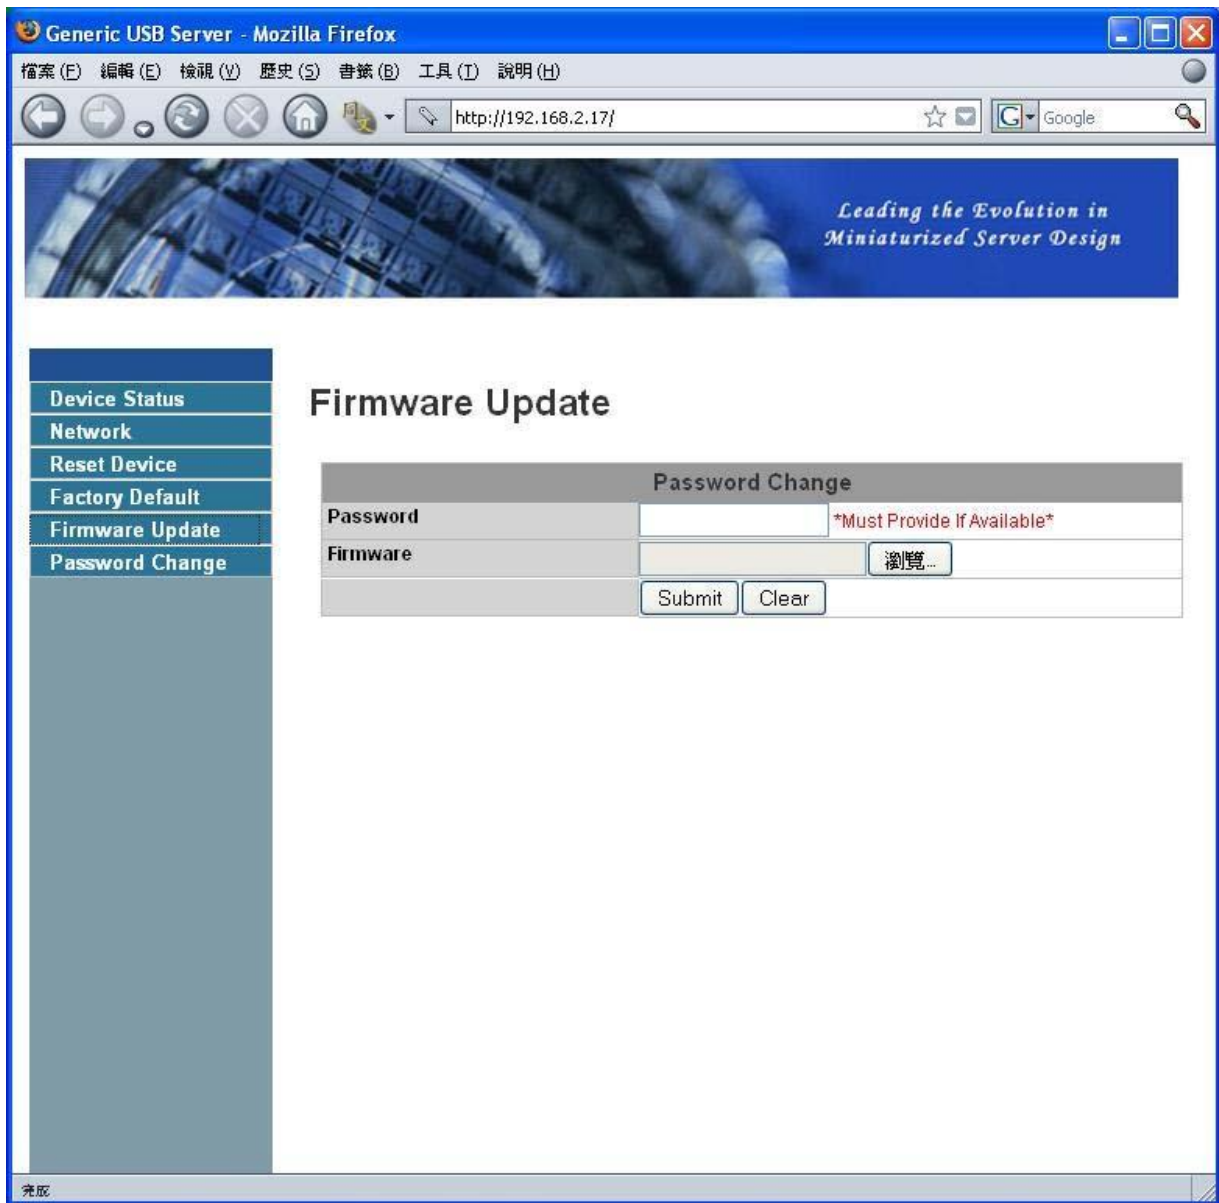 Generic USB Server - Mozilla Firefox
檔案(F) 編輯(E) 檢視(V) 歷史(S) 書籤(B) 工具(T) 說明(H)
http://192.168.2.17/
G Google
Leading the Evolution in
Miniaturized Server Design
Device Status
Network
Reset Device
Factory Default
Firmware Update
Password Change
Firmware Update
Password Change
Password *Must Provide If Available*
Firmware 瀏覽...
Submit Clear
完成